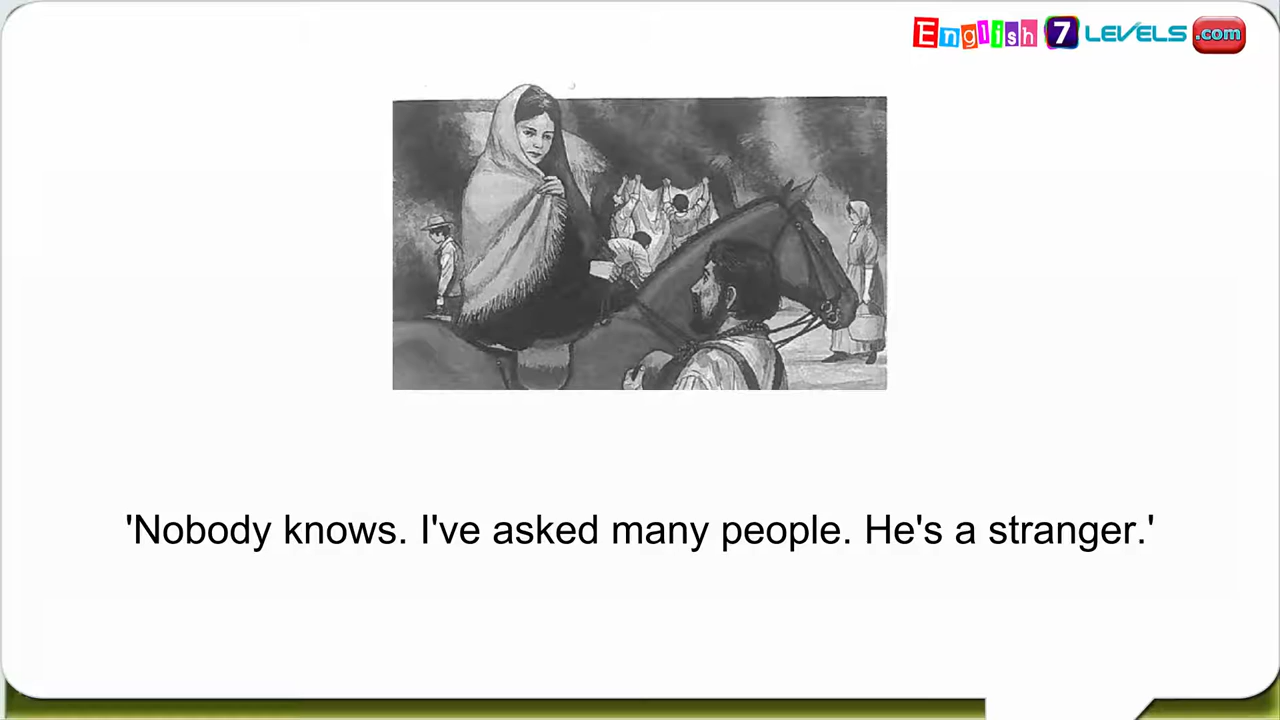 English 7 LEVELS .com
'Nobody knows. I've asked many people. He's a stranger.'